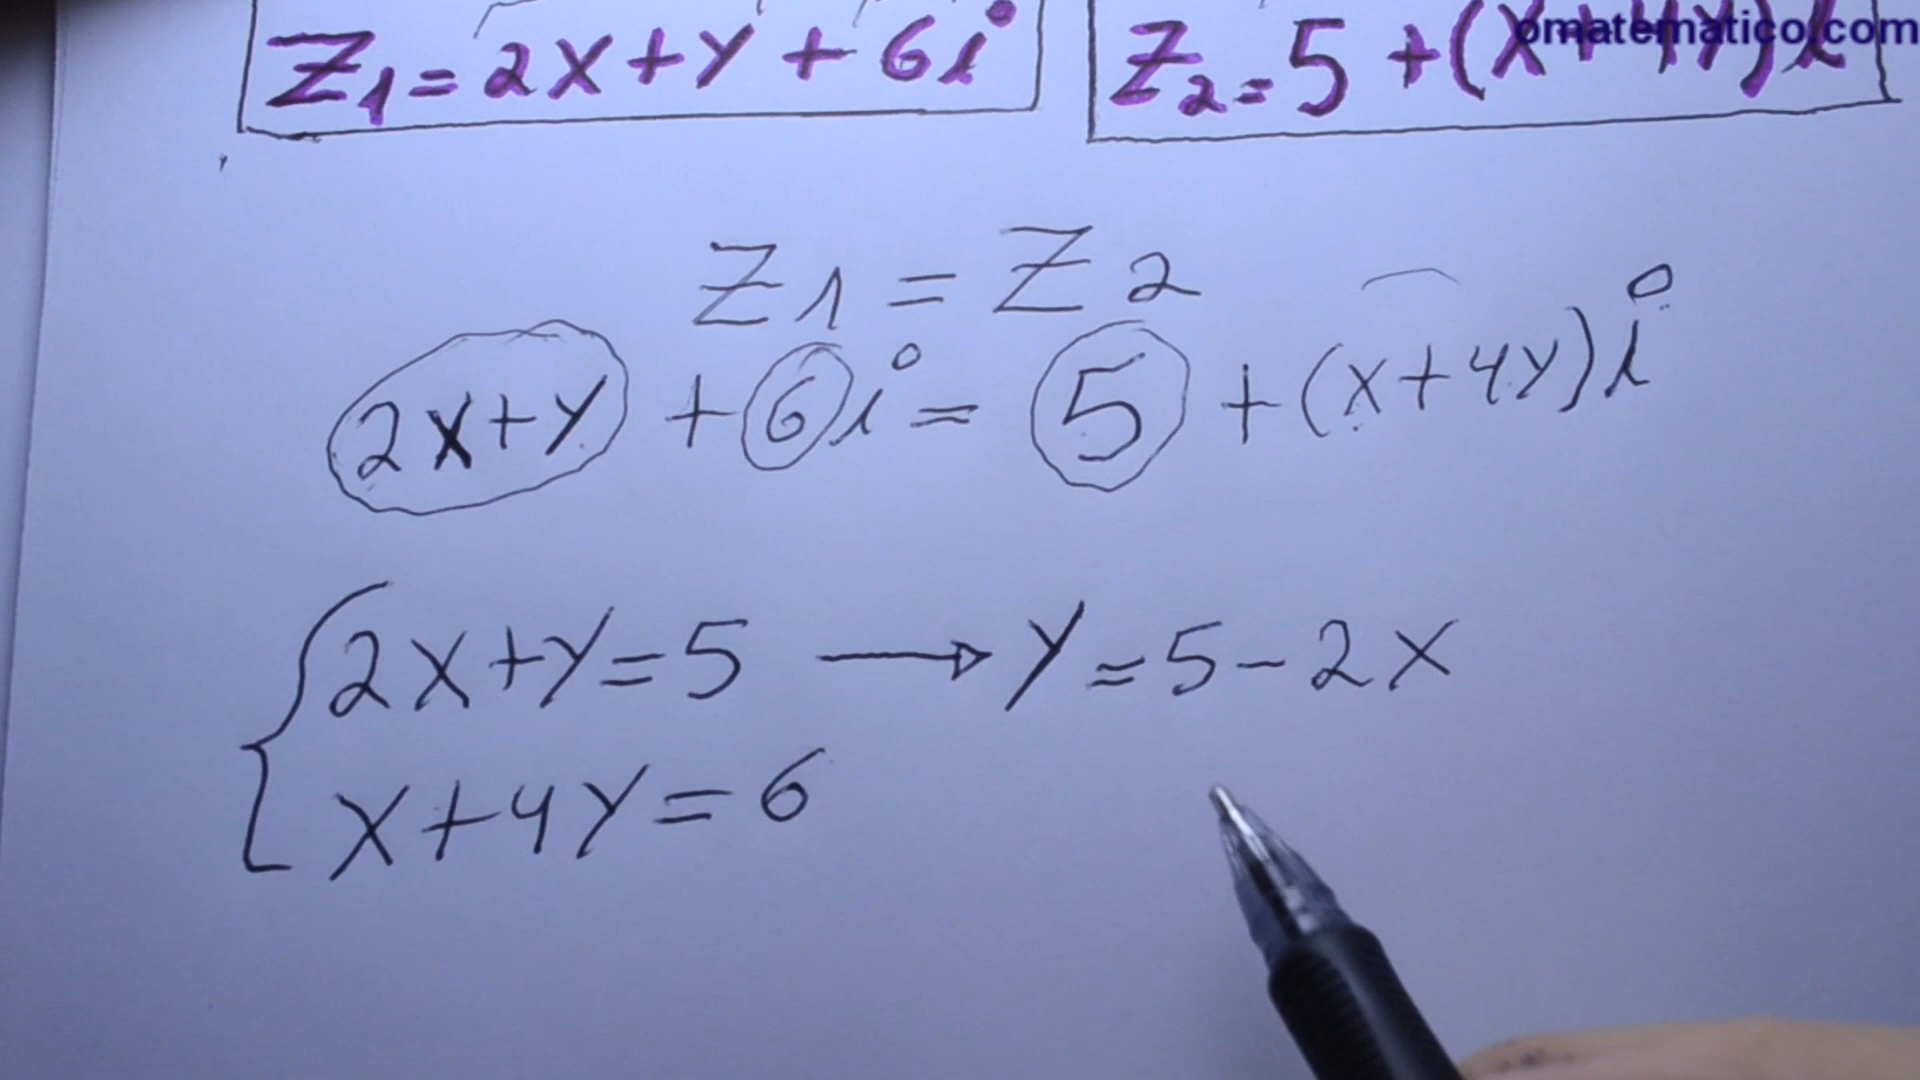 Z1=2x+y+6i
Z2=5+(x+4y)i
omatematico.com
Z1=Z2
2x+y+6i=5+(x+4y)i
2x+y=5 → y=5-2x
x+4y=6